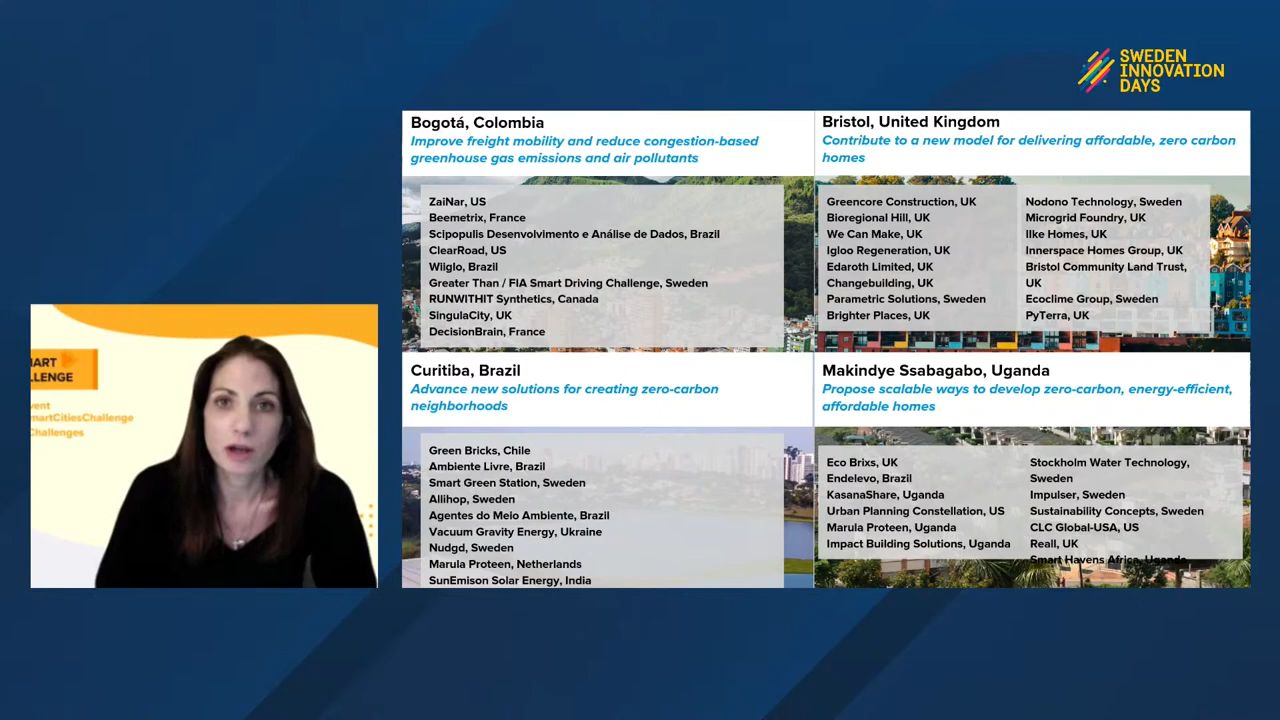 SWEDEN
INNOVATION
DAYS
MART
LLENGE
vent
martCitiesChallenge
Challenges
Bogotá, Colombia
Improve freight mobility and reduce congestion-based
greenhouse gas emissions and air pollutants
ZaiNar, US
Beemetrix, France
Scipopulis Desenvolvimento e Análise de Dados, Brazil
ClearRoad, US
Wiiglo, Brazil
Greater Than / FIA Smart Driving Challenge, Sweden
RUNWITHIT Synthetics, Canada
SingulaCity, UK
DecisionBrain, France
Bristol, United Kingdom
Contribute to a new model for delivering affordable, zero carbon
homes
Greencore Construction, UK
Bioregional Hill, UK
We Can Make, UK
Igloo Regeneration, UK
Edaroth Limited, UK
Changebuilding, UK
Parametric Solutions, Sweden
Brighter Places, UK
Nodono Technology, Sweden
Microgrid Foundry, UK
Ilke Homes, UK
Innerspace Homes Group, UK
Bristol Community Land Trust,
UK
Ecoclime Group, Sweden
PyTerra, UK
Curitiba, Brazil
Advance new solutions for creating zero-carbon
neighborhoods
Green Bricks, Chile
Ambiente Livre, Brazil
Smart Green Station, Sweden
Allihop, Sweden
Agentes do Meio Ambiente, Brazil
Vacuum Gravity Energy, Ukraine
Nudgd, Sweden
Marula Proteen, Netherlands
SunEmison Solar Energy, India
Makindye Ssabagabo, Uganda
Propose scalable ways to develop zero-carbon, energy-efficient,
affordable homes
Eco Brixs, UK
Endelevo, Brazil
KasanaShare, Uganda
Urban Planning Constellation, US
Marula Proteen, Uganda
Impact Building Solutions, Uganda
Stockholm Water Technology,
Sweden
Impulser, Sweden
Sustainability Concepts, Sweden
CLC Global-USA, US
Reall, UK
Smart Havens Africa, Uganda